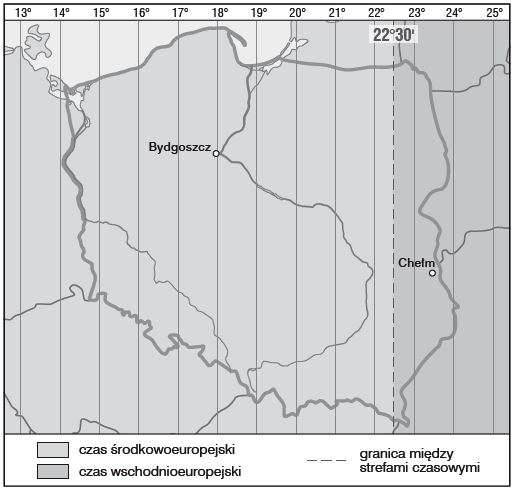 13° 14° 15° 16° 17° 18° 19° 20° 21° 22° 23° 24° 25°
22°30'
Bydgoszcz
Chełm
czas środkowoeuropejski
czas wschodnioeuropejski
granica między
strefami czasowymi